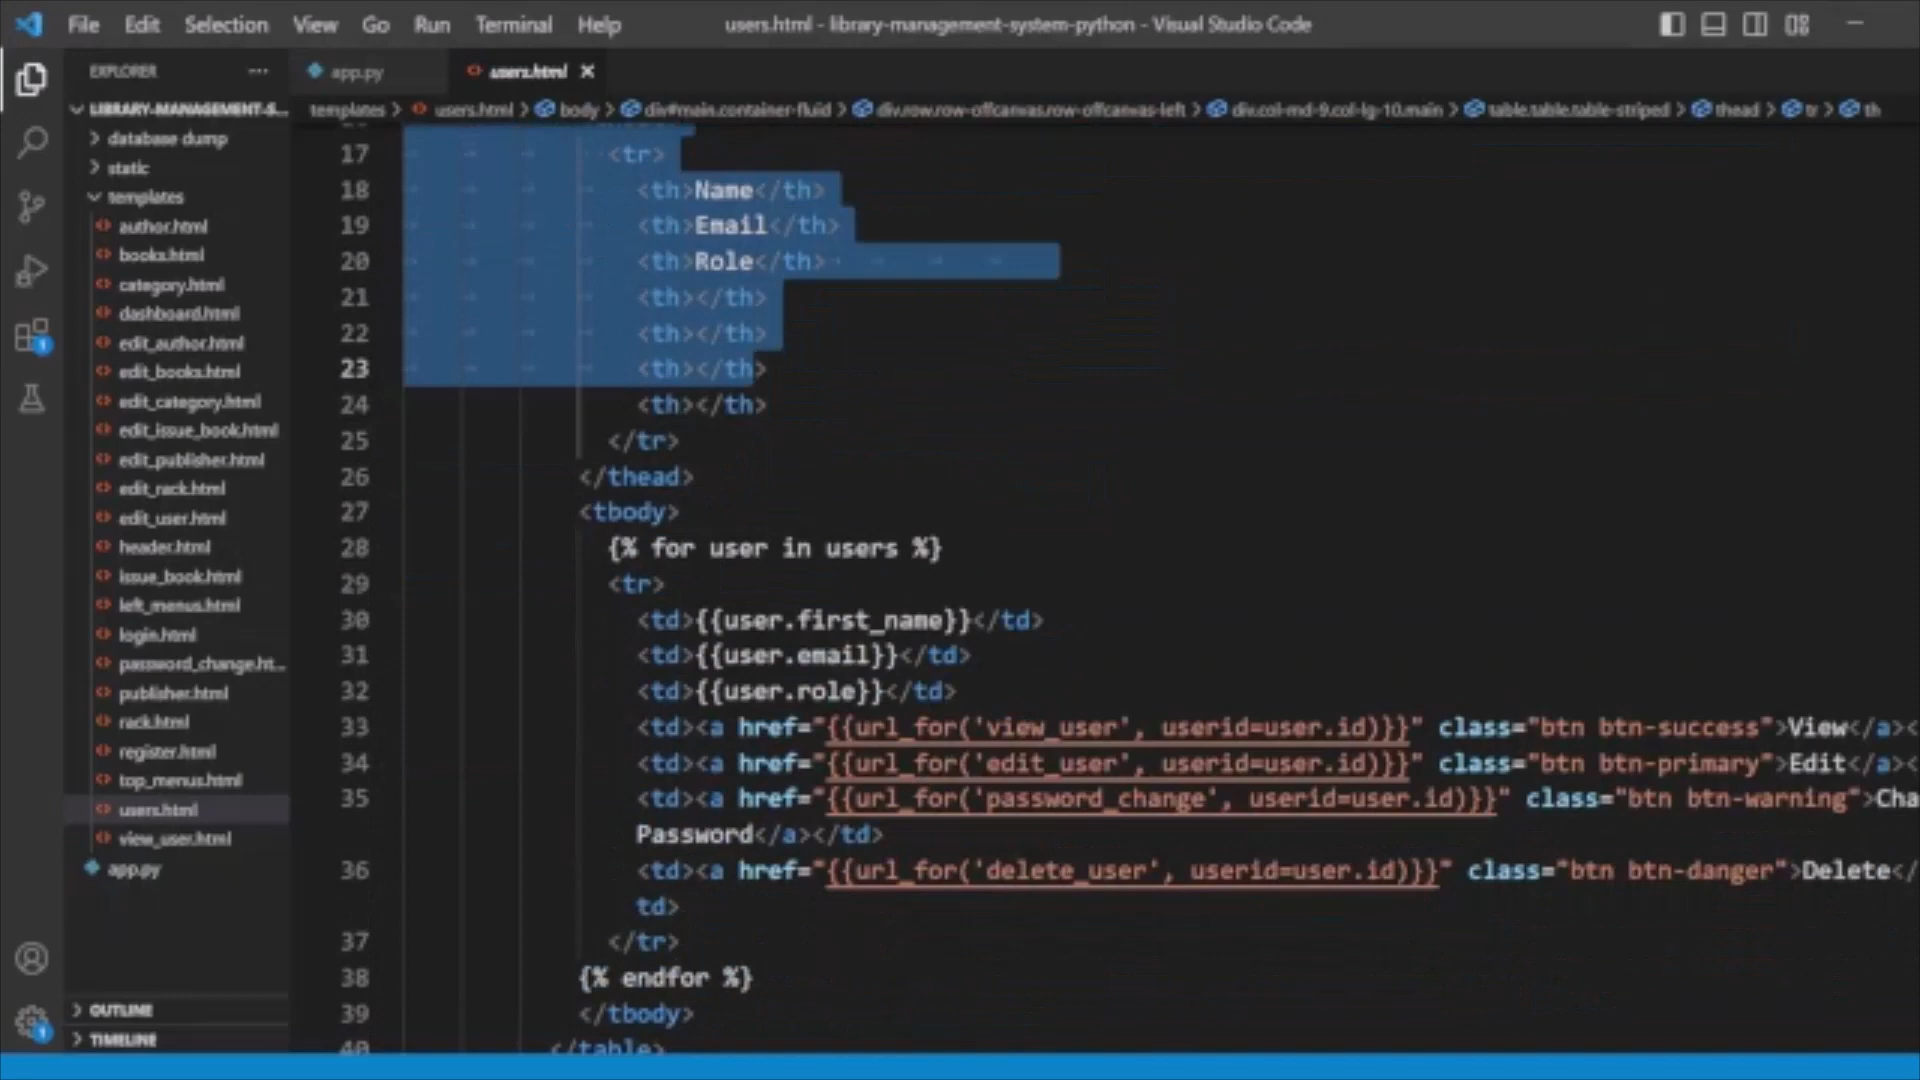 File Edit Selection View Go Run Terminal Help
users.html - library-management-system-python - Visual Studio Code
EXPLORER
app.py
users.html
LIBRARY-MANAGEMENT-S...
templates > users.html > body > div#main.container-fluid > div.row.row-offcanvas.row-offcanvas-left > div.col-md-9.col-lg-10.main > table.table.table-striped > thead > tr > th
database dump
static
templates
author.html
books.html
category.html
dashboard.html
edit_author.html
edit_books.html
edit_category.html
edit_issue_book.html
edit_publisher.html
edit_rack.html
edit_user.html
header.html
issue_book.html
left_menus.html
login.html
password_change.ht...
publisher.html
rack.html
register.html
top_menus.html
users.html
view_user.html
app.py
OUTLINE
TIMELINE
17 <tr>
18 <th>Name</th>
19 <th>Email</th>
20 <th>Role</th>
21 <th></th>
22 <th></th>
23 <th></th>
24 <th></th>
25 </tr>
26 </thead>
27 <tbody>
28 {% for user in users %}
29 <tr>
30 <td>{{user.first_name}}</td>
31 <td>{{user.email}}</td>
32 <td>{{user.role}}</td>
33 <td><a href="{{url_for('view_user', userid=user.id)}}" class="btn btn-success">View</a><
34 <td><a href="{{url_for('edit_user', userid=user.id)}}" class="btn btn-primary">Edit</a><
35 <td><a href="{{url_for('password_change', userid=user.id)}}" class="btn btn-warning">Cha
Password</a></td>
36 <td><a href="{{url_for('delete_user', userid=user.id)}}" class="btn btn-danger">Delete</
td>
37 </tr>
38 {% endfor %}
39 </tbody>
40 </table>